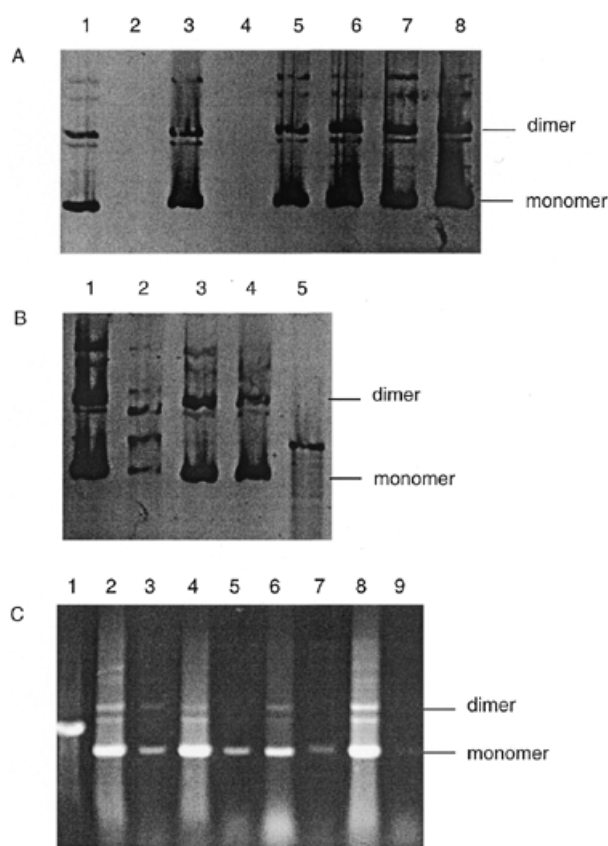 1 2 3 4 5 6 7 8
A
dimer
monomer
1 2 3 4 5
B
dimer
monomer
1 2 3 4 5 6 7 8 9
C
dimer
monomer